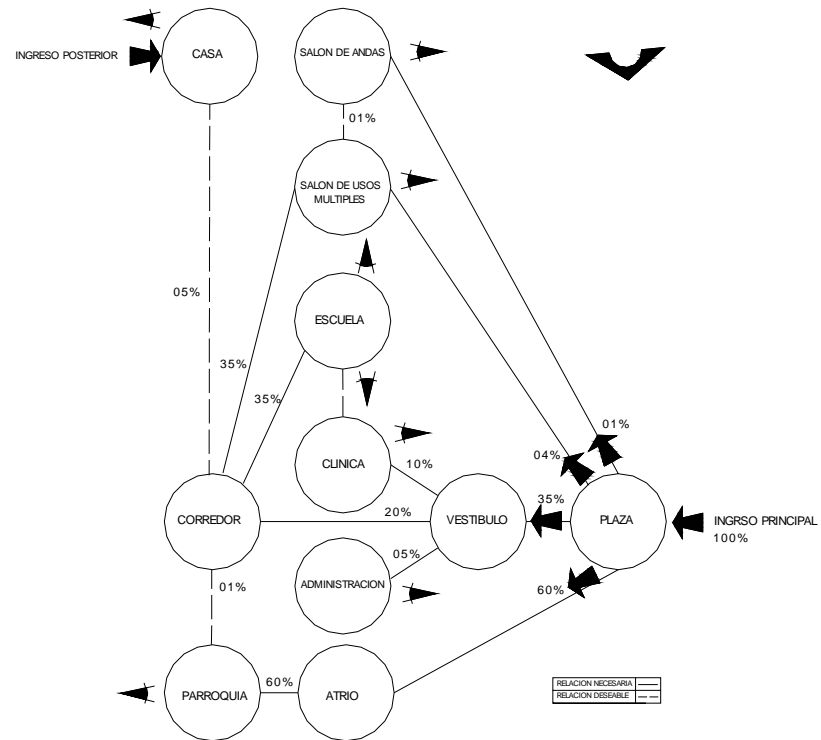 CASA
SALON DE ANDAS
INGRESO POSTERIOR
01%
SALON DE USOS
MULTIPLES
05%
ESCUELA
35%
35%
01%
04%
CLINICA
10%
35%
CORREDOR
20%
VESTIBULO
PLAZA
INGRSO PRINCIPAL
100%
05%
01%
ADMINISTRACION
60%
60%
PARROQUIA
ATRIO
RELACION NECESARIA
RELACION DESEABLE